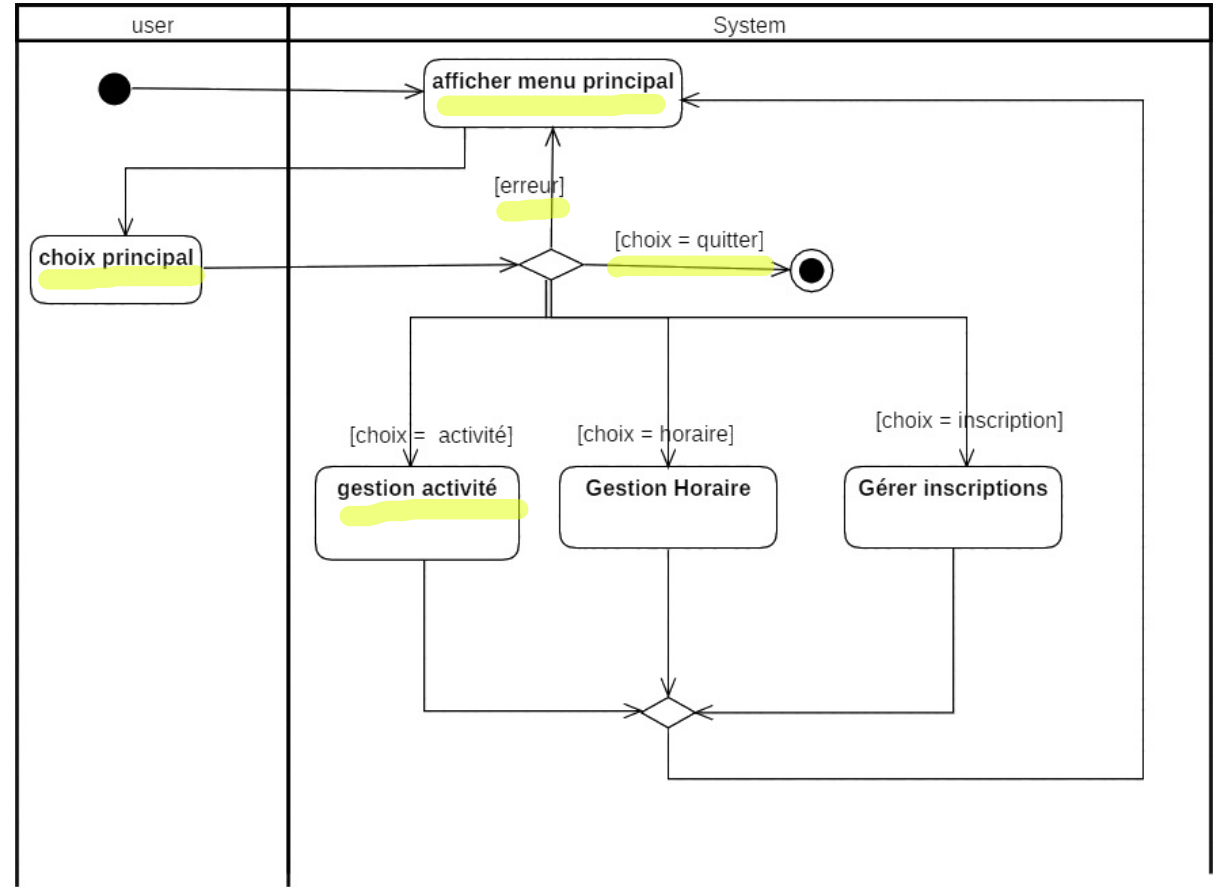 user
System
afficher menu principal
[erreur]
[choix = quitter]
choix principal
[choix =  activité]
[choix = horaire]
[choix = inscription]
gestion activité
Gestion Horaire
Gérer inscriptions